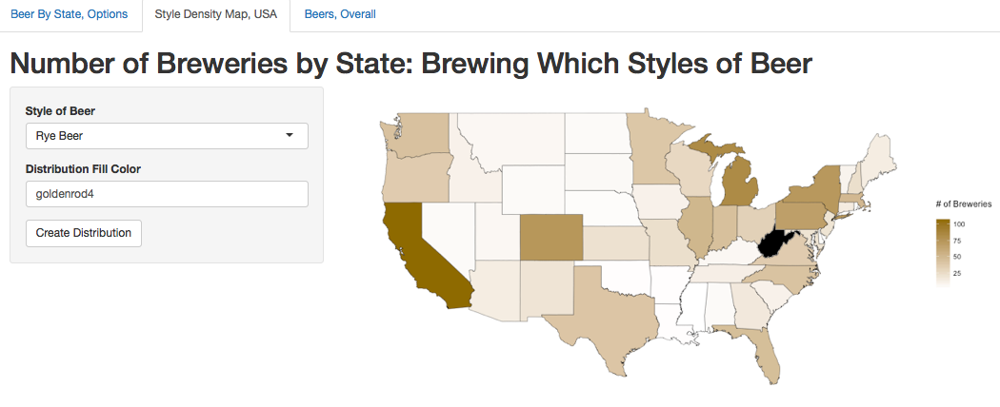 Beer By State, Options
Style Density Map, USA
Beers, Overall
Number of Breweries by State: Brewing Which Styles of Beer
Style of Beer
Rye Beer
Distribution Fill Color
goldenrod4
Create Distribution
# of Breweries
100
75
50
25